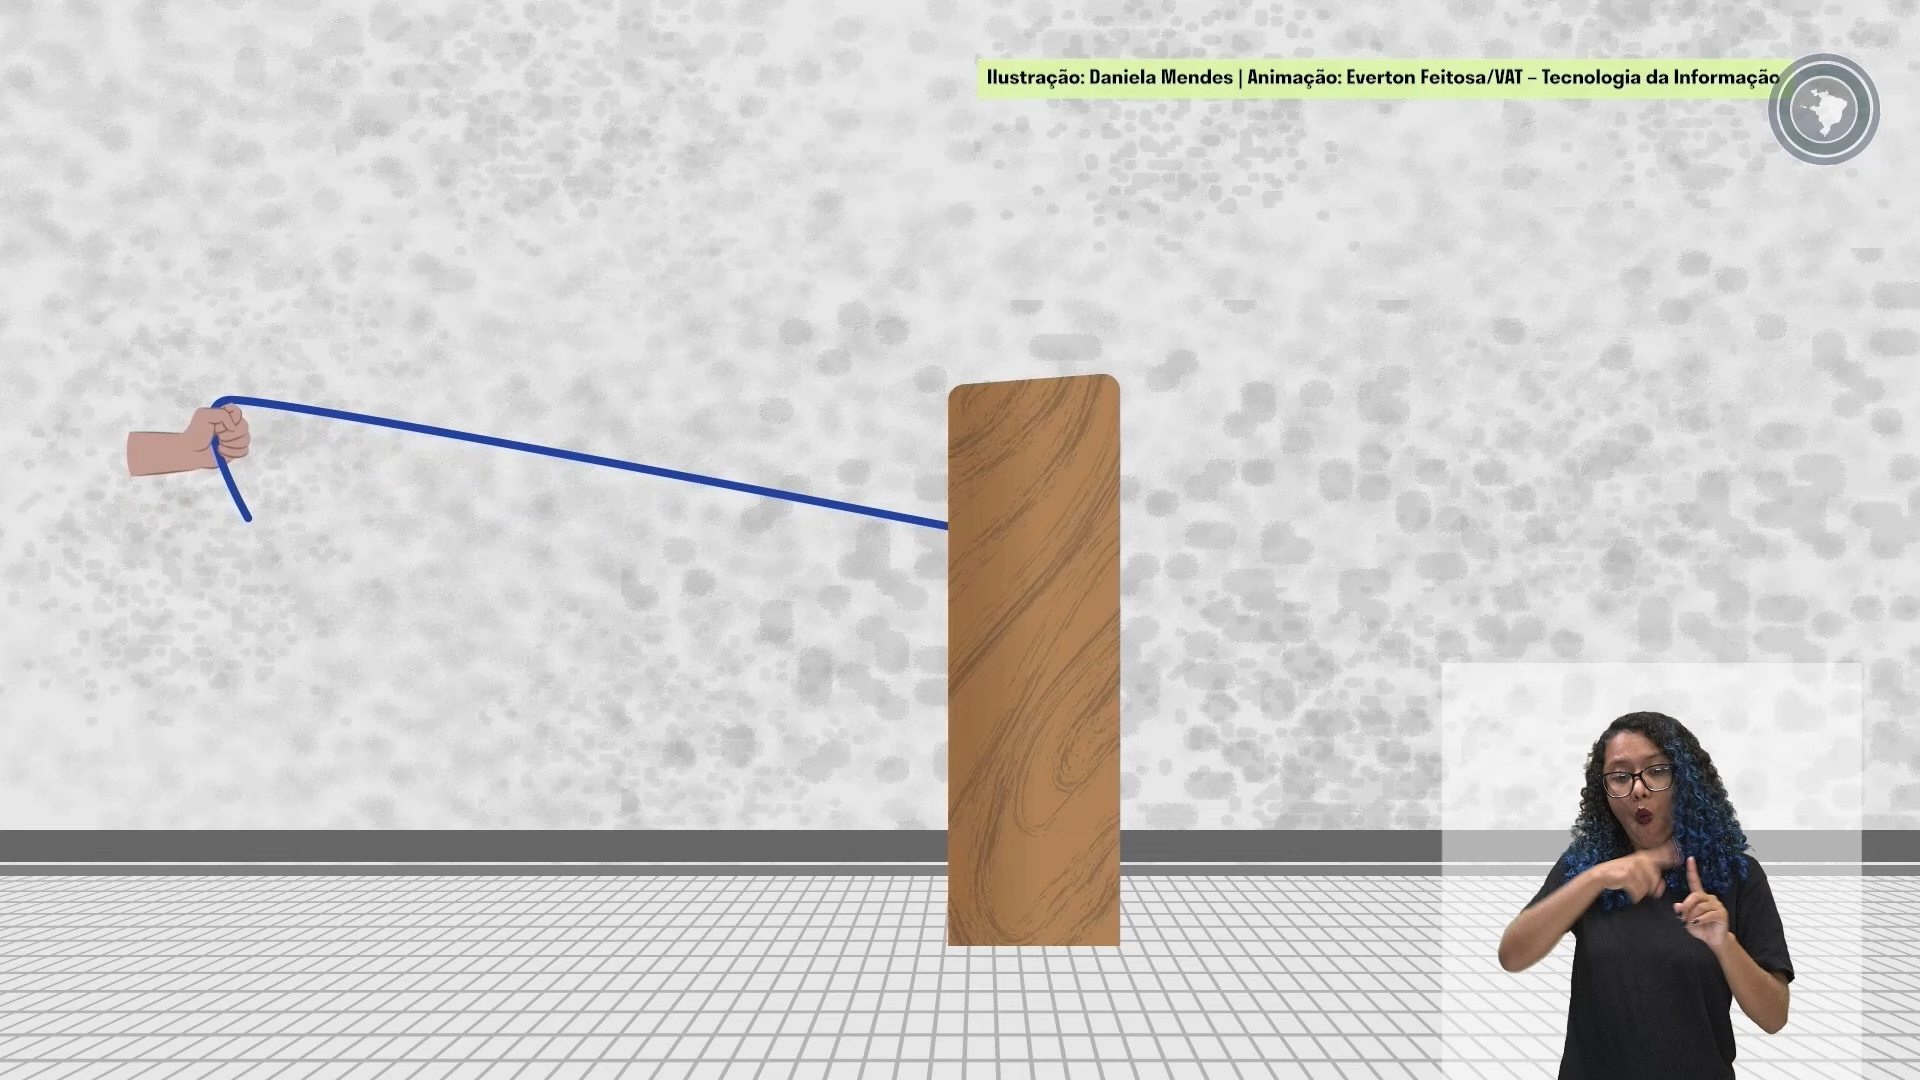 Ilustração: Daniela Mendes | Animação: Everton Feitosa/VAT – Tecnologia da Informação